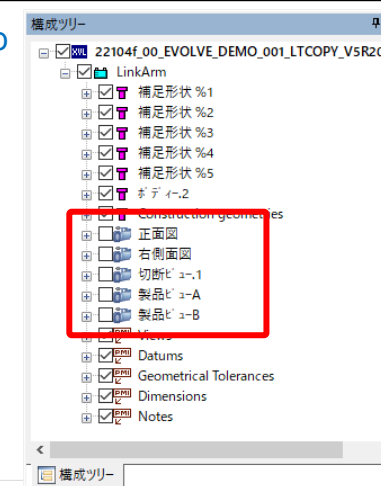 構成ツリー
22104f_00_EVOLVE_DEMO_001_LTCOPY_V5R20
LinkArm
補足形状 %1
補足形状 %2
補足形状 %3
補足形状 %4
補足形状 %5
ﾎﾞﾃﾞｨｰ.2
Construction geometries
正面図
右側面図
切断ﾋﾞｭｰ.1
製品ﾋﾞｭｰA
製品ﾋﾞｭｰB
Views
Datums
Geometrical Tolerances
Dimensions
Notes
構成ツリー